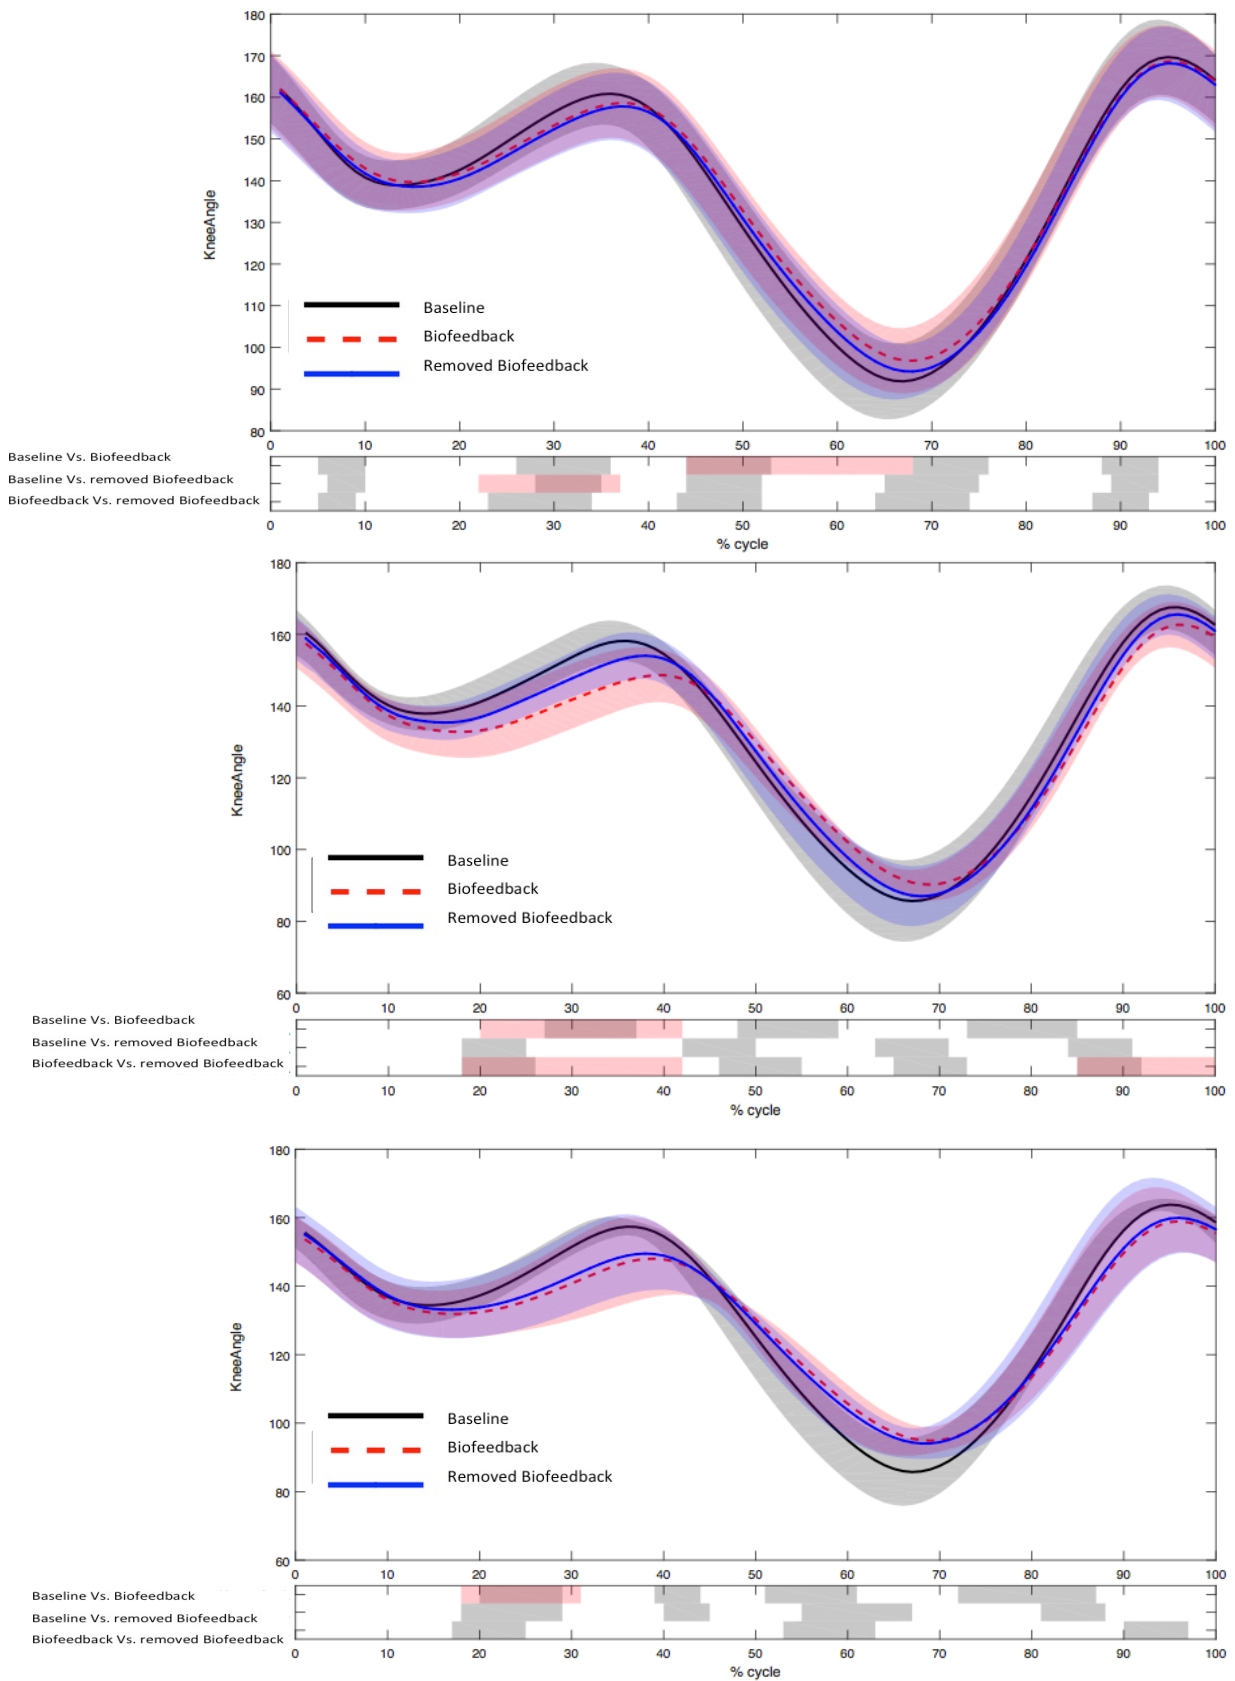 180
170
160
150
140
130
120
110
100
90
80
KneeAngle
Baseline
Biofeedback
Removed Biofeedback
0 10 20 30 40 50 60 70 80 90 100
Baseline Vs. Biofeedback
Baseline Vs. removed Biofeedback
Biofeedback Vs. removed Biofeedback
0 10 20 30 40 50 60 70 80 90 100
% cycle
180
160
140
120
100
80
60
KneeAngle
Baseline
Biofeedback
Removed Biofeedback
0 10 20 30 40 50 60 70 80 90 100
Baseline Vs. Biofeedback
Baseline Vs. removed Biofeedback
Biofeedback Vs. removed Biofeedback
0 10 20 30 40 50 60 70 80 90 100
% cycle
180
160
140
120
100
80
60
KneeAngle
Baseline
Biofeedback
Removed Biofeedback
0 10 20 30 40 50 60 70 80 90 100
Baseline Vs. Biofeedback
Baseline Vs. removed Biofeedback
Biofeedback Vs. removed Biofeedback
0 10 20 30 40 50 60 70 80 90 100
% cycle